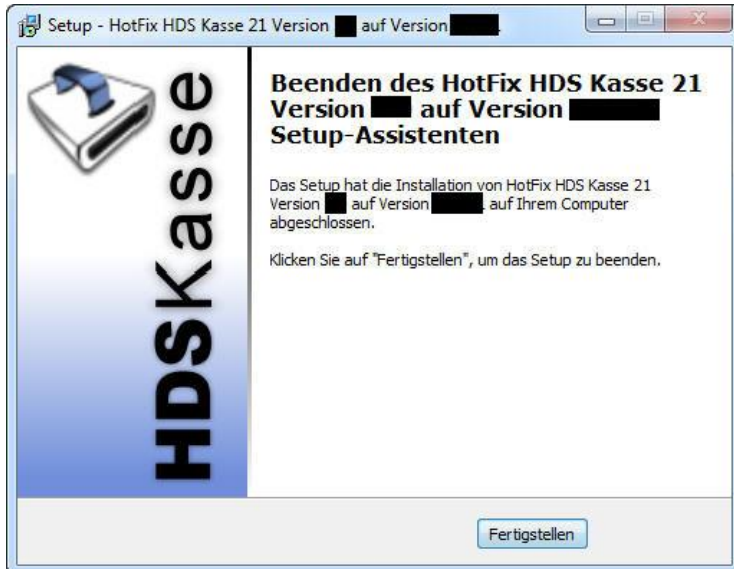 Setup - HotFix HDS Kasse 21 Version auf Version .
HDSKasse
Beenden des HotFix HDS Kasse 21
Version auf Version
Setup-Assistenten
Das Setup hat die Installation von HotFix HDS Kasse 21
Version auf Version . auf Ihrem Computer
abgeschlossen.
Klicken Sie auf "Fertigstellen", um das Setup zu beenden.
Fertigstellen